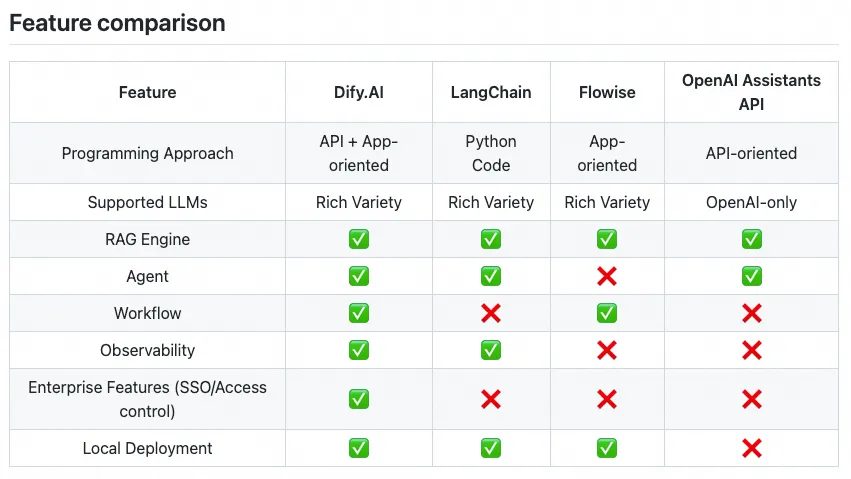 Feature comparison
Feature Dify.AI LangChain Flowise OpenAI Assistants API
Programming Approach API + App-oriented Python Code App-oriented API-oriented
Supported LLMs Rich Variety Rich Variety Rich Variety OpenAI-only
RAG Engine ✅ ✅ ✅ ✅
Agent ✅ ✅ ❌ ✅
Workflow ✅ ❌ ✅ ❌
Observability ✅ ✅ ❌ ❌
Enterprise Features (SSO/Access control) ✅ ❌ ❌ ❌
Local Deployment ✅ ✅ ✅ ❌